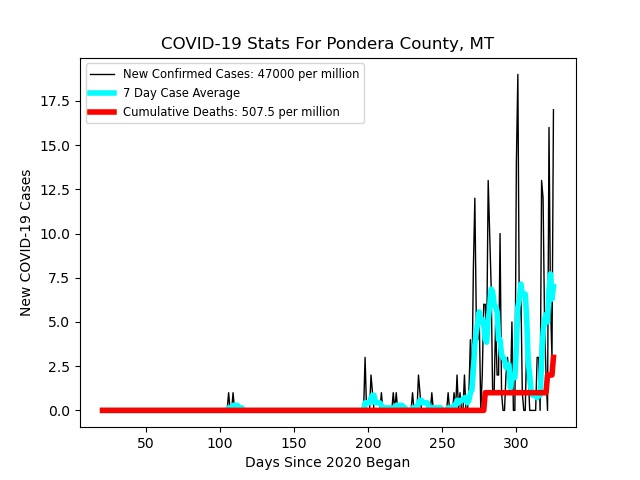 COVID-19 Stats For Pondera County, MT
New Confirmed Cases: 47000 per million
7 Day Case Average
Cumulative Deaths: 507.5 per million
New COVID-19 Cases
17.5
15.0
12.5
10.0
7.5
5.0
2.5
0.0
50 100 150 200 250 300
Days Since 2020 Began